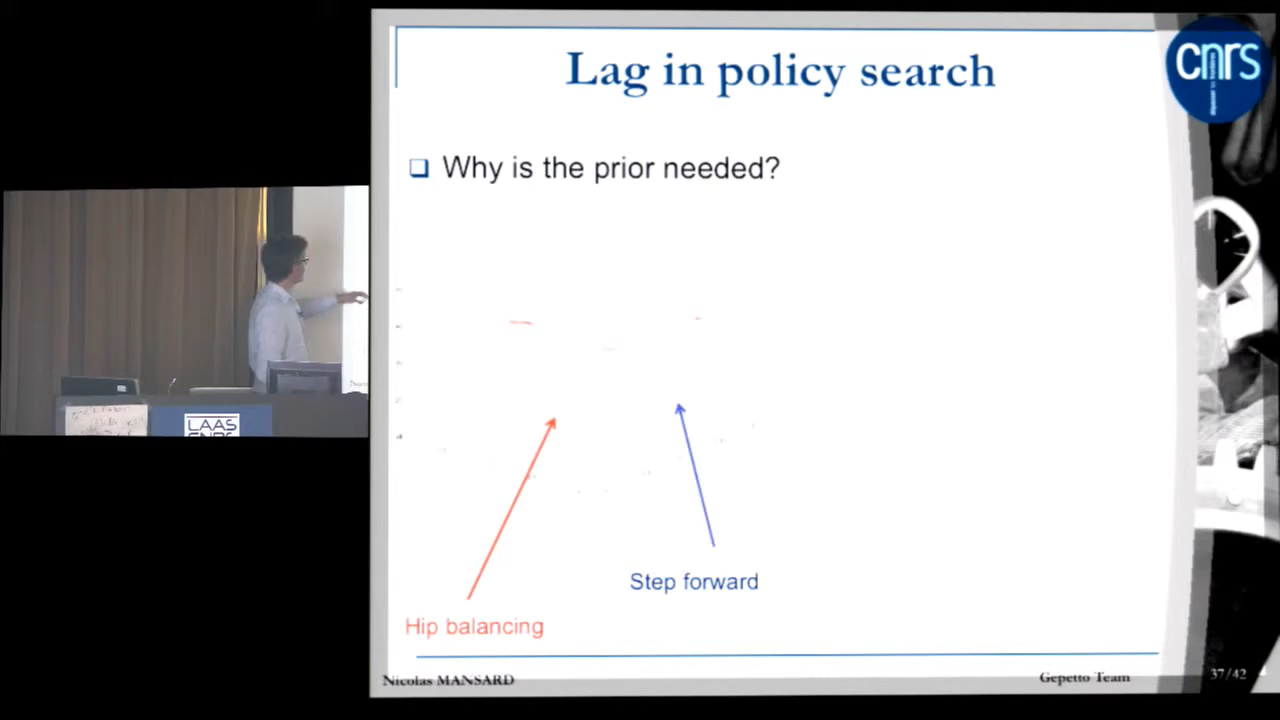 Lag in policy search
cnrs
Why is the prior needed?
LAAS
CNRS
Step forward
Hip balancing
Nicolas MANSARD
Gepetto Team
37/42